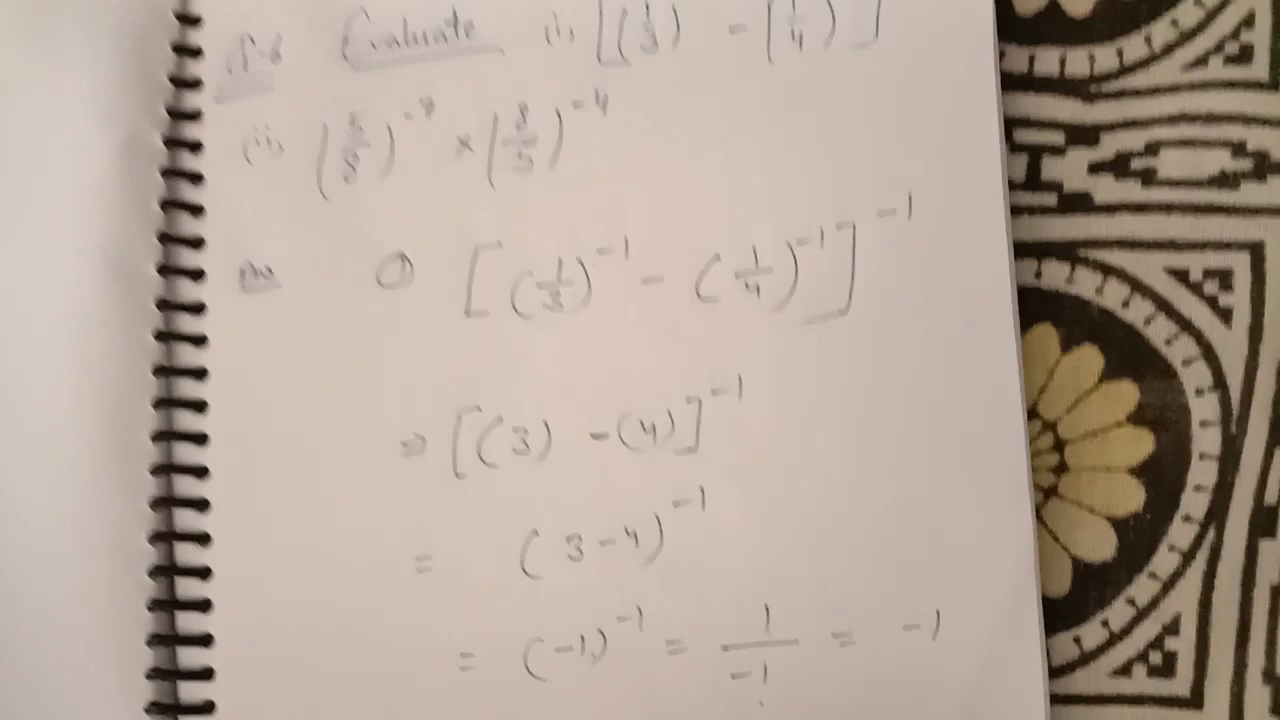 Evaluate (i) [(1/3) - (1/4)]
(ii) (5/8)^-7 × (8/5)^-4
① [(1/3)^-1 - (1/4)^-1]^-1
⇒ [(3) - (4)]^-1
= (3-4)^-1
= (-1)^-1 = 1/-1 = -1